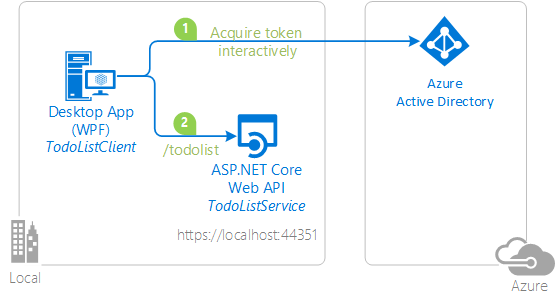 1
Acquire token
interactively
Azure
Active Directory
Desktop App
(WPF)
TodoListClient
2
/todolist
ASP.NET Core
Web API
TodoListService
https://localhost:44351
Local
Azure